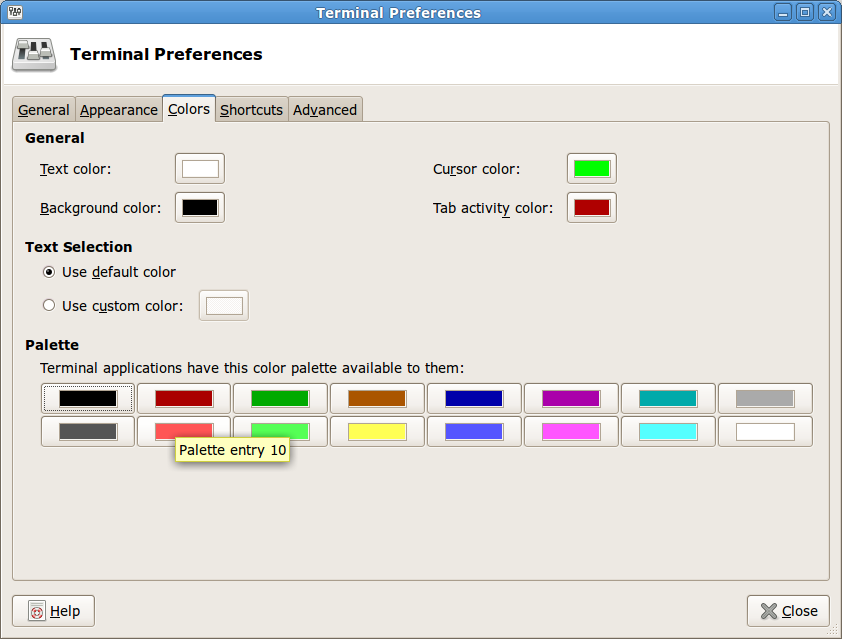 Terminal Preferences
Terminal Preferences
General Appearance Colors Shortcuts Advanced
General
Text color: Cursor color:
Background color: Tab activity color:
Text Selection
Use default color
Use custom color:
Palette
Terminal applications have this color palette available to them:
Palette entry 10
Help Close